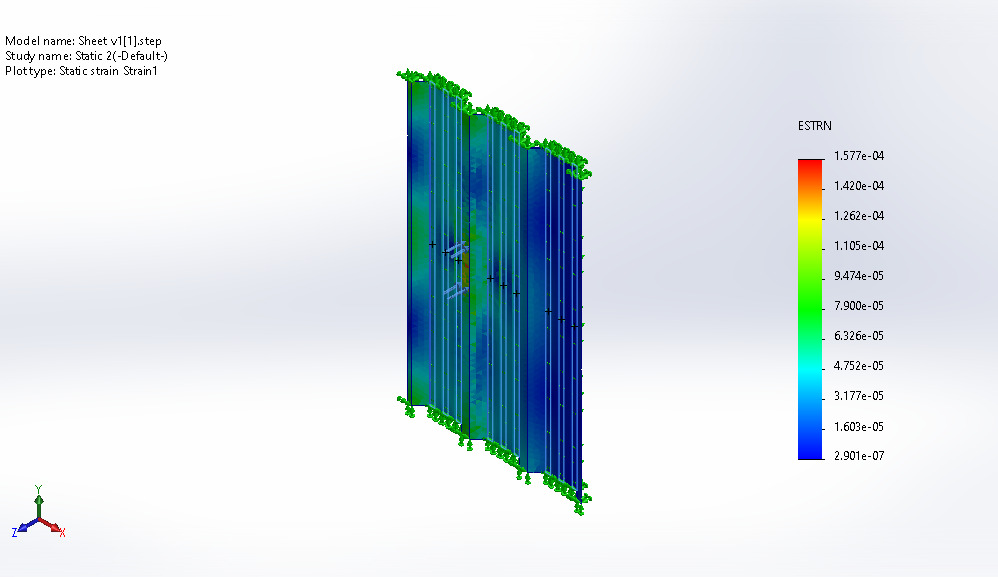 Model name: Sheet v1[1].step
Study name: Static 2(-Default-)
Plot type: Static strain Strain1
ESTRN
1.577e-04
1.420e-04
1.262e-04
1.105e-04
9.474e-05
7.900e-05
6.326e-05
4.752e-05
3.177e-05
1.603e-05
2.901e-07
Y
Z
X